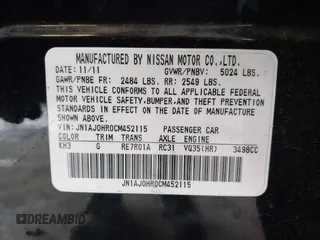 MANUFACTURED BY NISSAN MOTOR CO.,LTD.
DATE: 11/11 GVWR/PNBV: 5024 LBS.
GAWR/PNBE FR: 2484 LBS. RR: 2549 LBS.
THIS VEHICLE CONFORMS TO ALL APPLICABLE FEDERAL
MOTOR VEHICLE SAFETY, BUMPER, AND THEFT PREVENTION
STANDARDS IN EFFECT ON THE DATE OF MANUFACTURE
SHOWN ABOVE.
VIN: JN1AJ0HR0CM452115 PASSENGER CAR
COLOR TRIM TRANS AXLE ENGINE
KH3 G RE7R01A RC31 VQ35(HR) 3498CC
JN1AJ0HR0CM452115
DREAMBID